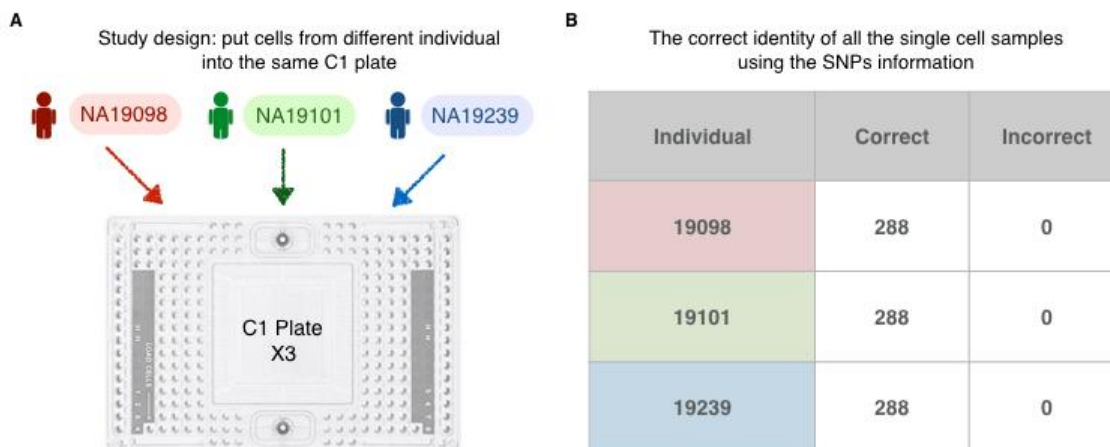 A
Study design: put cells from different individual
into the same C1 plate
NA19098
NA19101
NA19239
C1 Plate
X3
LOAD CELLS
B
The correct identity of all the single cell samples
using the SNPs information
Individual Correct Incorrect
19098 288 0
19101 288 0
19239 288 0